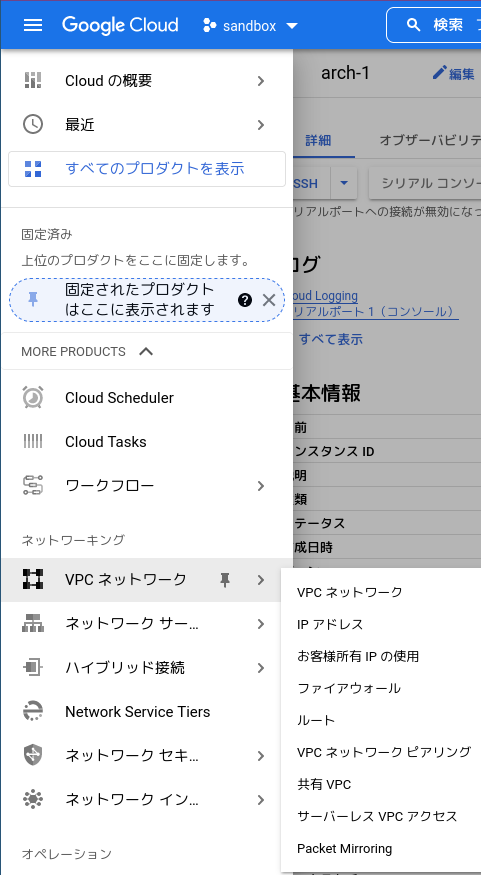 Google Cloud
sandbox
検索
Cloud の概要
最近
すべてのプロダクトを表示
固定済み
上位のプロダクトをここに固定します。
固定されたプロダクト
はここに表示されます
MORE PRODUCTS
Cloud Scheduler
Cloud Tasks
ワークフロー
ネットワーキング
VPC ネットワーク
ネットワーク サー...
ハイブリッド接続
Network Service Tiers
ネットワーク セキ...
ネットワーク イン...
オペレーション
arch-1
編集
詳細
オブザーバビリテ
SSH
シリアル コンソー
リアルポートへの接続が無効になっ
ログ
oud Logging
リアルポート 1（コンソール）
すべて表示
基本情報
前
ンスタンス ID
明
類
テータス
成日時
VPC ネットワーク
IP アドレス
お客様所有 IP の使用
ファイアウォール
ルート
VPC ネットワーク ピアリング
共有 VPC
サーバーレス VPC アクセス
Packet Mirroring